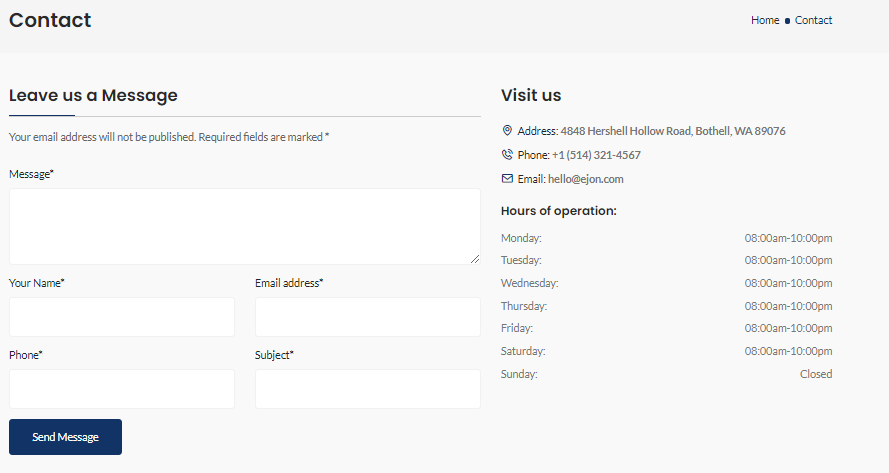 Contact
Home Contact
Leave us a Message
Your email address will not be published. Required fields are marked *
Message*
Your Name* Email address*
Phone* Subject*
Send Message
Visit us
Address: 4848 Hershell Hollow Road, Bothell, WA 89076
Phone: +1 (514) 321-4567
Email: hello@ejon.com
Hours of operation:
Monday: 08:00am-10:00pm
Tuesday: 08:00am-10:00pm
Wednesday: 08:00am-10:00pm
Thursday: 08:00am-10:00pm
Friday: 08:00am-10:00pm
Saturday: 08:00am-10:00pm
Sunday: Closed